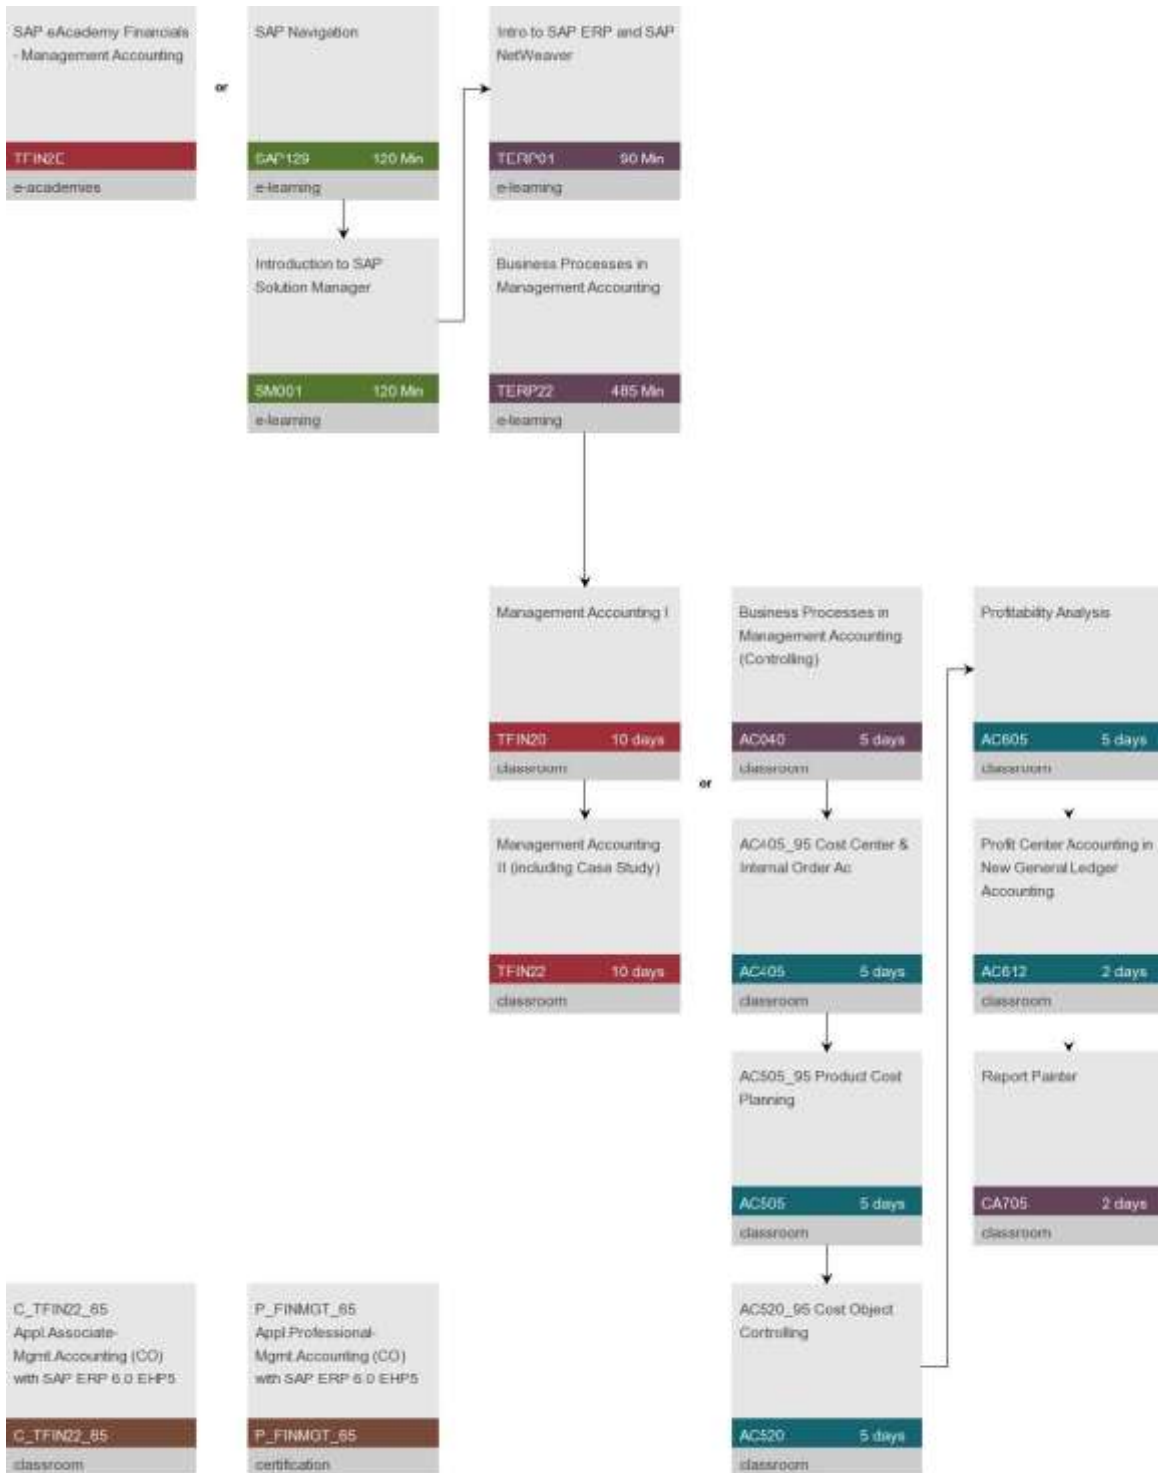 SAP eAcademy Financials
- Management Accounting
TFIN2E
e-academies
or
SAP Navigation
SAP129 120 Min
e-learning
Intro to SAP ERP and SAP
NetWeaver
TERP01 90 Min
e-learning
Introduction to SAP
Solution Manager
SM001 120 Min
e-learning
Business Processes in
Management Accounting
TERP22 485 Min
e-learning
Management Accounting I
TFIN20 10 days
classroom
Management Accounting
II (including Case Study)
TFIN22 10 days
classroom
or
Business Processes in
Management Accounting
(Controlling)
AC040 5 days
classroom
AC405_95 Cost Center &
Internal Order Ac
AC405 5 days
classroom
AC505_95 Product Cost
Planning
AC505 5 days
classroom
AC520_95 Cost Object
Controlling
AC520 5 days
classroom
Profitability Analysis
AC605 5 days
classroom
Profit Center Accounting in
New General Ledger
Accounting
AC612 2 days
classroom
Report Painter
CA705 2 days
classroom
C_TFIN22_65
Appl.Associate-
Mgmt.Accounting (CO)
with SAP ERP 6.0 EHP5
C_TFIN22_65
classroom
P_FINMGT_65
Appl.Professional-
Mgmt.Accounting (CO)
with SAP ERP 6.0 EHP5
P_FINMGT_65
certification